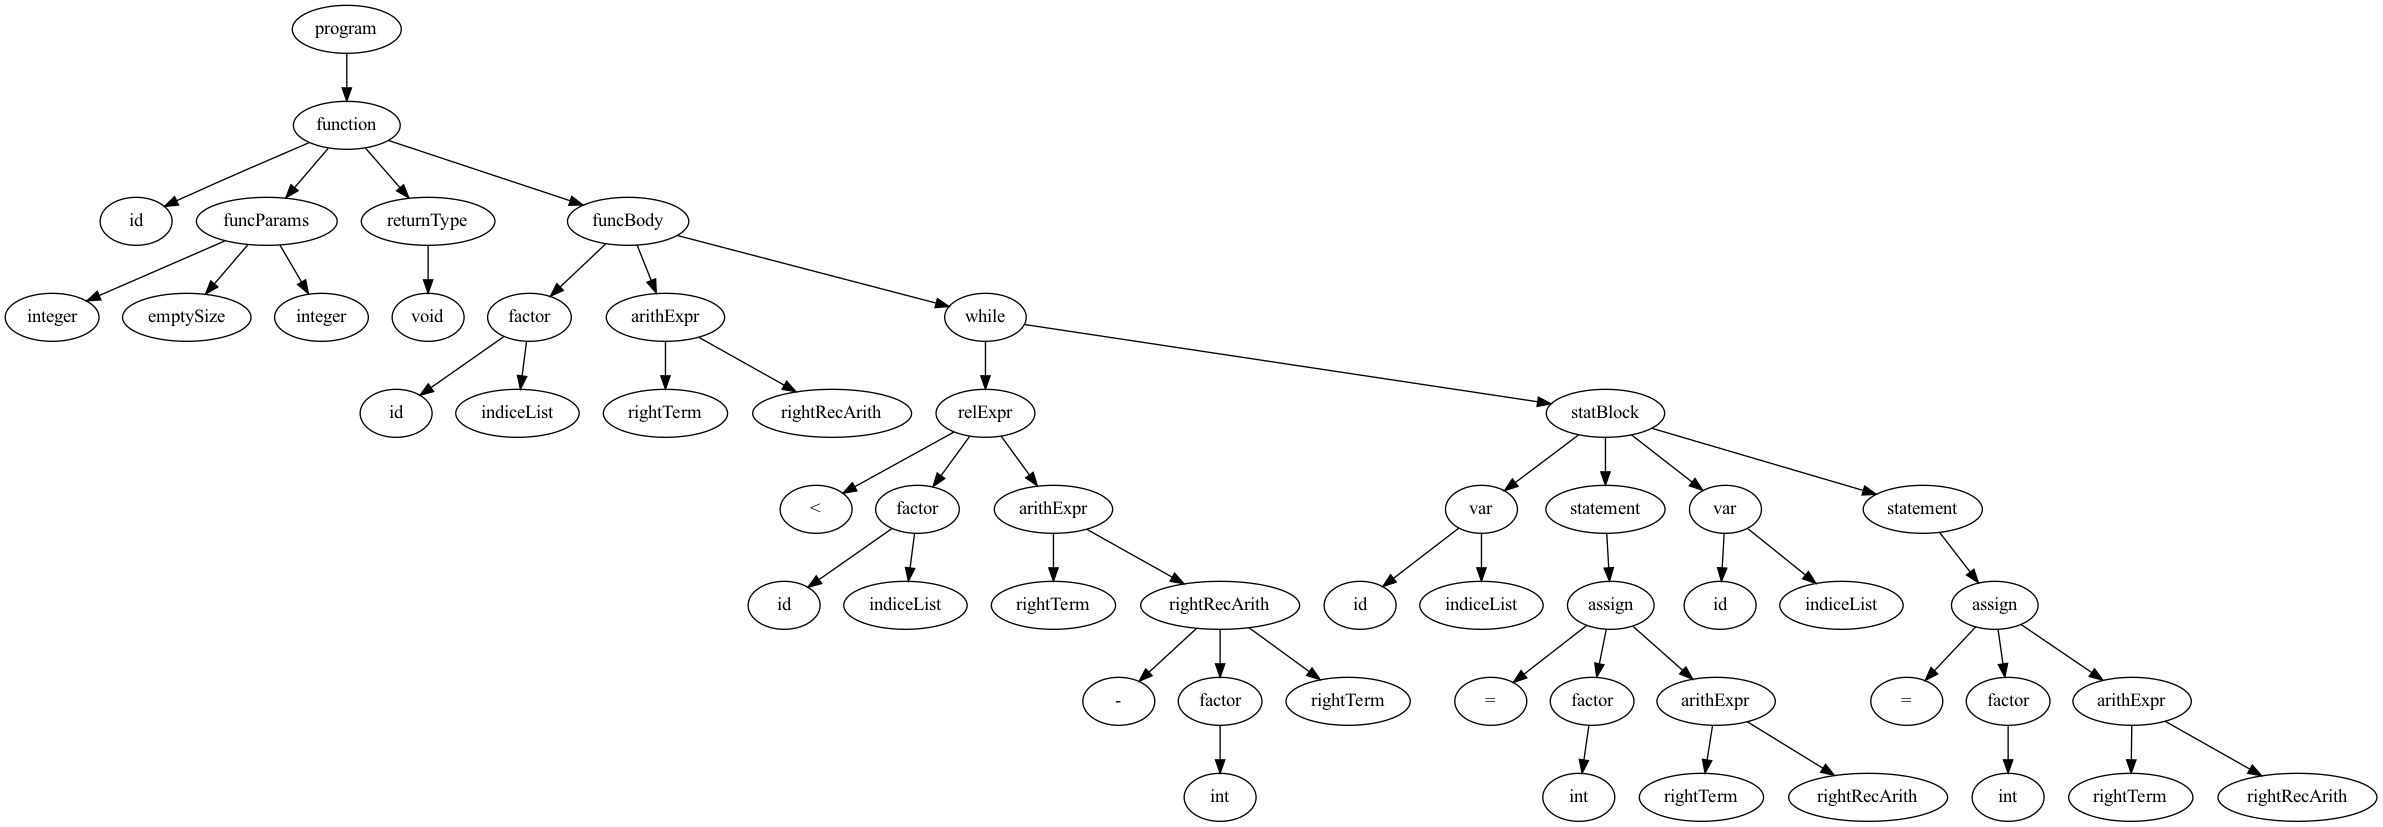 program
function
id funcParams returnType funcBody
integer emptySize integer void factor arithExpr while
id indiceList rightTerm rightRecArith relExpr statBlock
< factor arithExpr var statement var statement
id indiceList rightTerm rightRecArith id indiceList assign id indiceList assign
- factor rightTerm = factor arithExpr = factor arithExpr
int int rightTerm rightRecArith int rightTerm rightRecArith